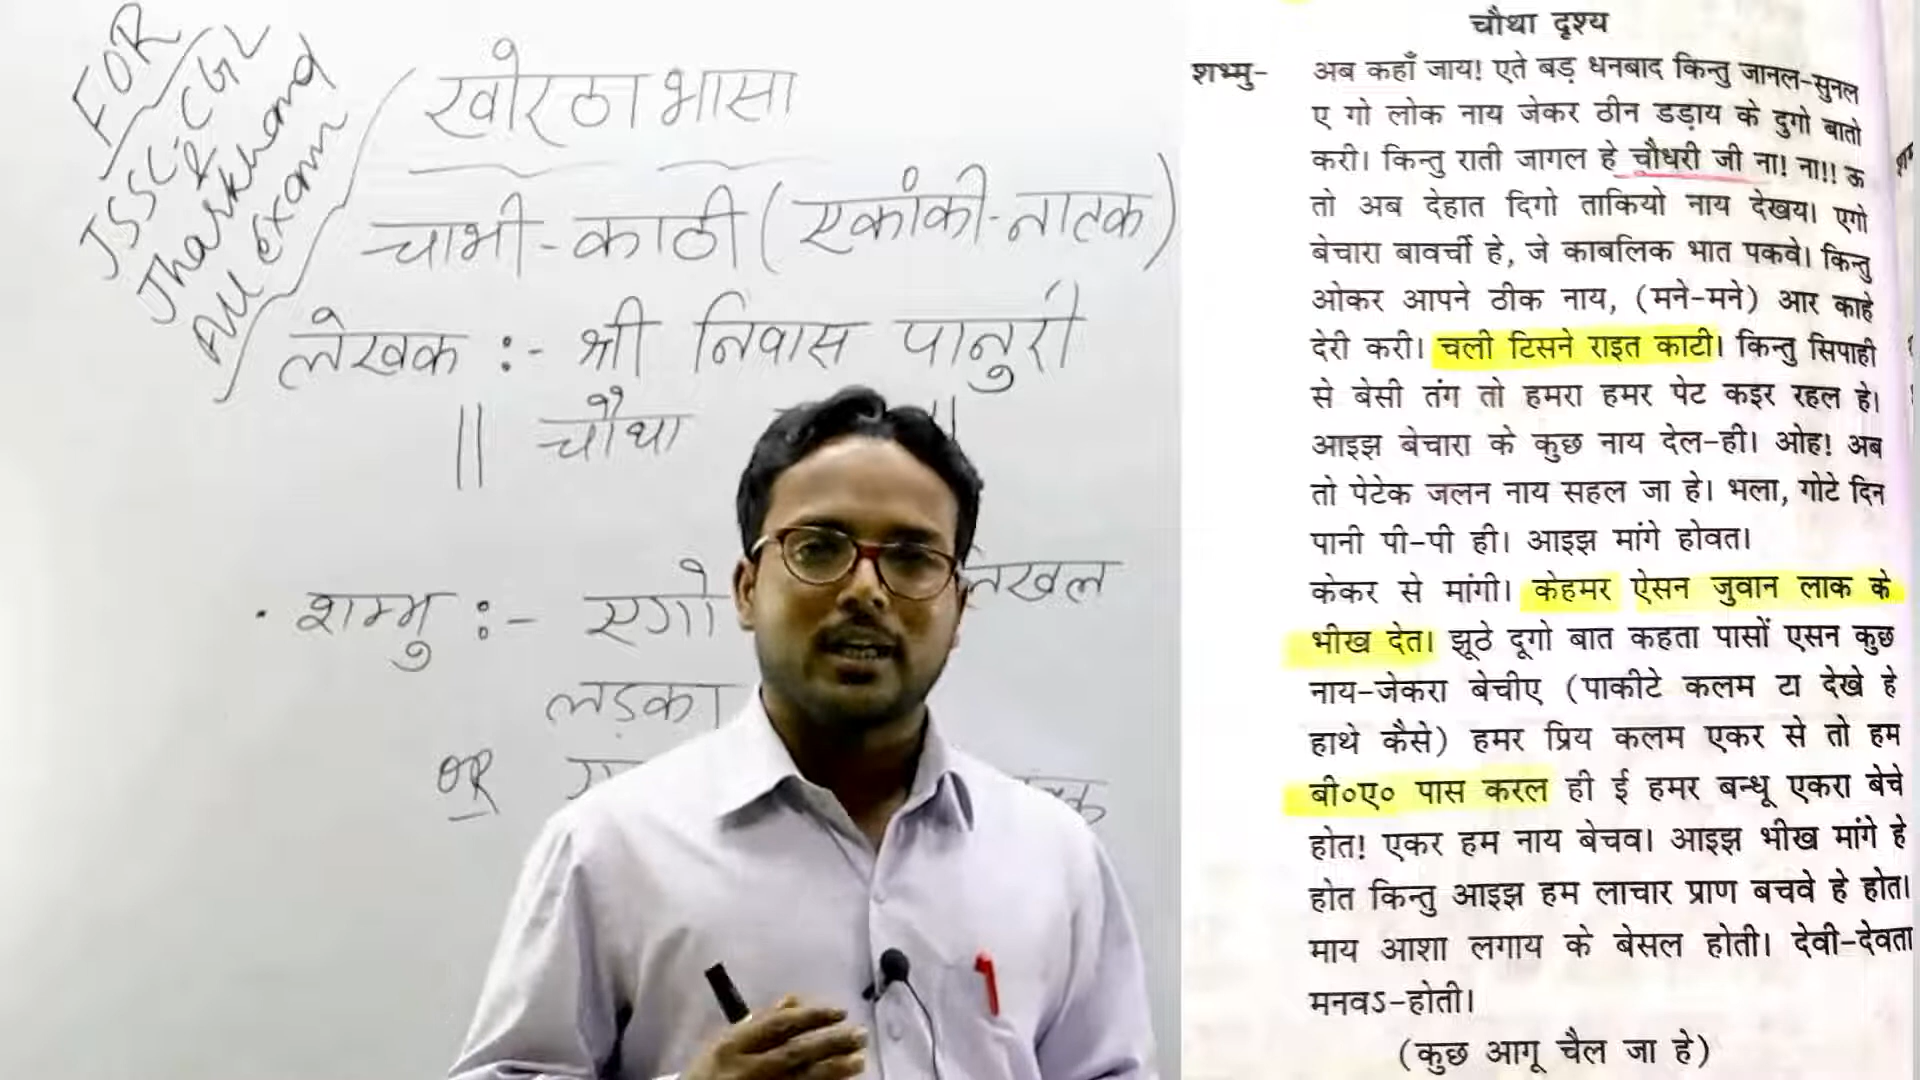 FOR
JSSC-CGL
&
Jharkhand
All Exam
खोरठा भासा
चाभी-काठी (एकांकी-नाटक)
लेखक :- श्री निवास पानुरी
|| चौथा ||
· शम्भु :- एगो
लड़का
OR
चौथा दृश्य
शभ्मु- अब कहाँ जाय! एते बड़ धनबाद किन्तु जानल-सुनल
ए गो लोक नाय जेकर ठीन डड़ाय के दुगो बातो
करी। किन्तु राती जागल हे चौधरी जी ना! ना!! ऊ
तो अब देहात दिगो ताकियो नाय देखय। एगो
बेचारा बावर्ची हे, जे काबलिक भात पकवे। किन्तु
ओकर आपने ठीक नाय, (मने-मने) आर काहे
देरी करी। चली टिसने राइत काटी। किन्तु सिपाही
से बेसी तंग तो हमरा हमर पेट कइर रहल हे।
आइझ बेचारा के कुछ नाय देल-ही। ओह! अब
तो पेटेक जलन नाय सहल जा हे। भला, गोटे दिन
पानी पी-पी ही। आइझ मांगे होवत।
केकर से मांगी। केहमर ऐसन जुवान लाक के
भीख देत। झूठे दूगो बात कहता पासों एसन कुछ
नाय-जेकरा बेचीए (पाकीटे कलम टा देखे हे
हाथे कैसे) हमर प्रिय कलम एकर से तो हम
बी०ए० पास करल ही ई हमर बन्धू एकरा बेचे
होत! एकर हम नाय बेचव। आइझ भीख मांगे हे
होत किन्तु आइझ हम लाचार प्राण बचवे हे होत।
माय आशा लगाय के बेसल होती। देवी-देवता
मनवऽ-होती।
(कुछ आगू चैल जा हे)